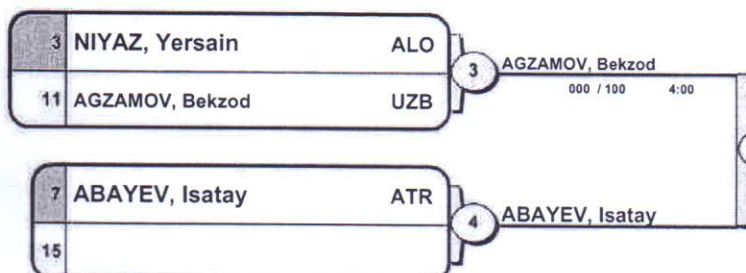 3 NIYAZ, Yersain ALO
11 AGZAMOV, Bekzod UZB
3 AGZAMOV, Bekzod
000 / 100 4:00
7 ABAYEV, Isatay ATR
15
4 ABAYEV, Isatay